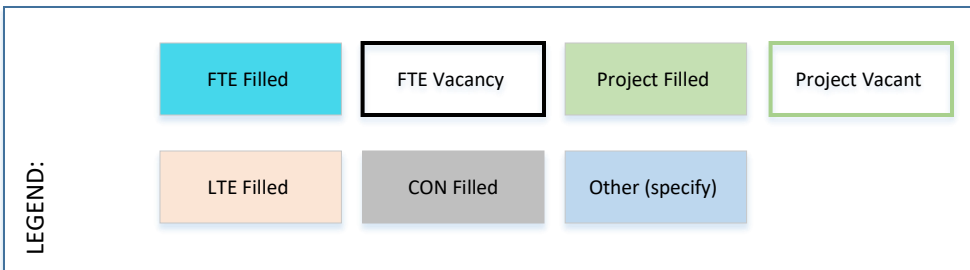 LEGEND:
FTE Filled
FTE Vacancy
Project Filled
Project Vacant
LTE Filled
CON Filled
Other (specify)